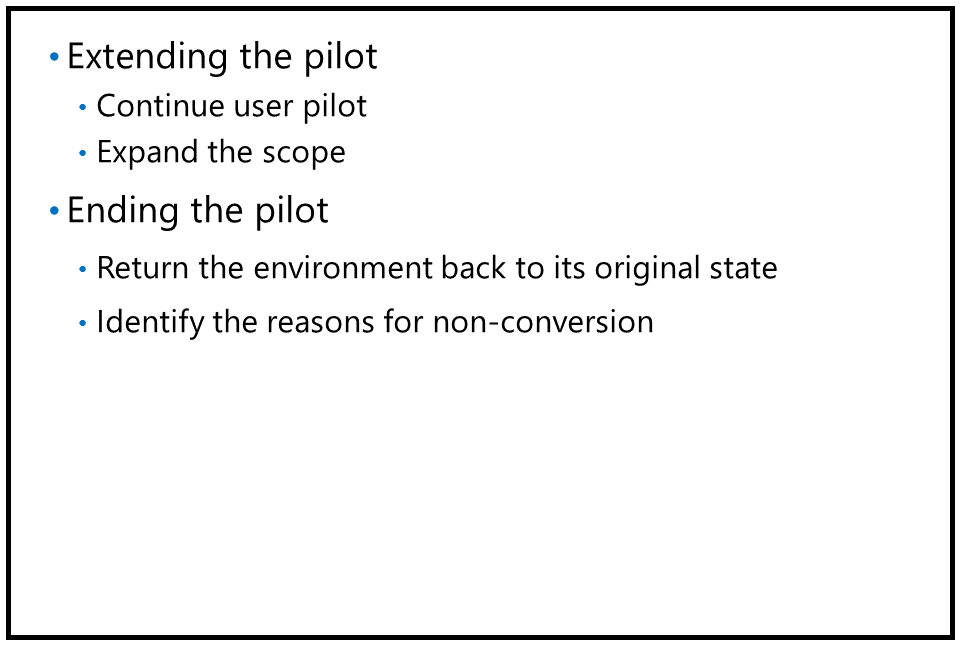 • Extending the pilot
• Continue user pilot
• Expand the scope
• Ending the pilot
• Return the environment back to its original state
• Identify the reasons for non-conversion